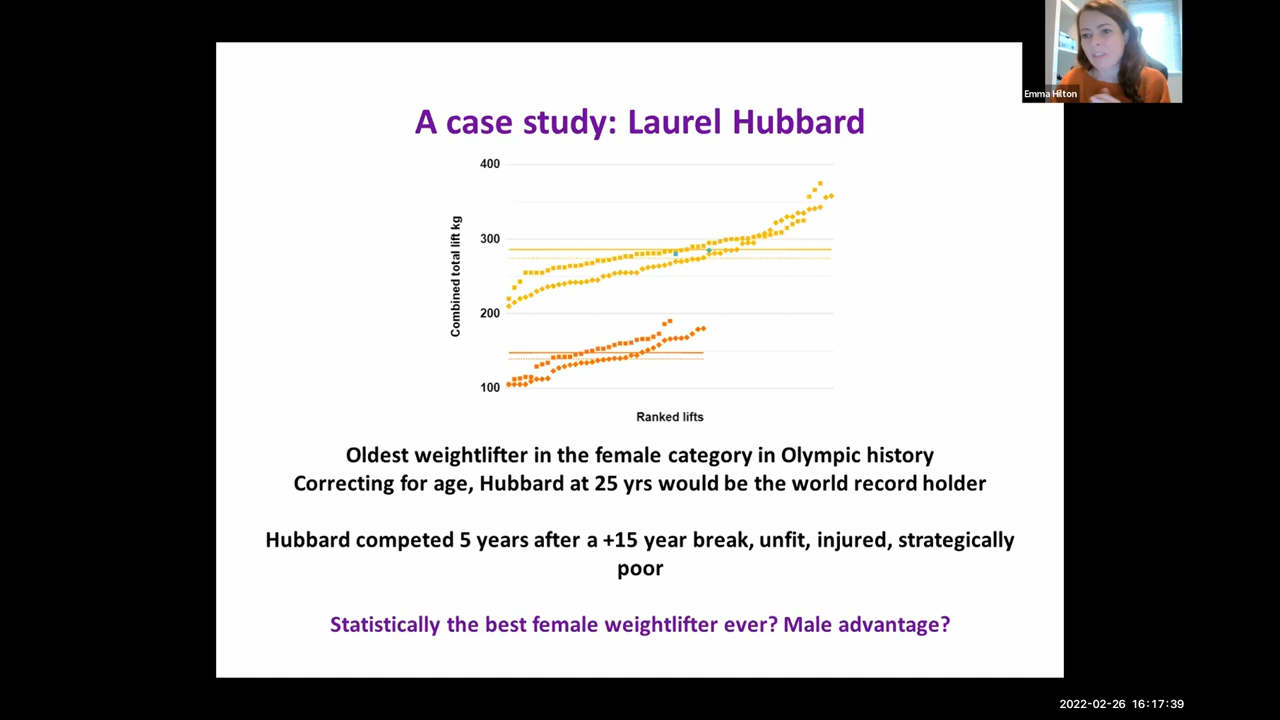 Emma Hilton
A case study: Laurel Hubbard
400
300
200
100
Combined total lift kg
Ranked lifts
Oldest weightlifter in the female category in Olympic history
Correcting for age, Hubbard at 25 yrs would be the world record holder
Hubbard competed 5 years after a +15 year break, unfit, injured, strategically
poor
Statistically the best female weightlifter ever? Male advantage?
2022-02-26 16:17:39